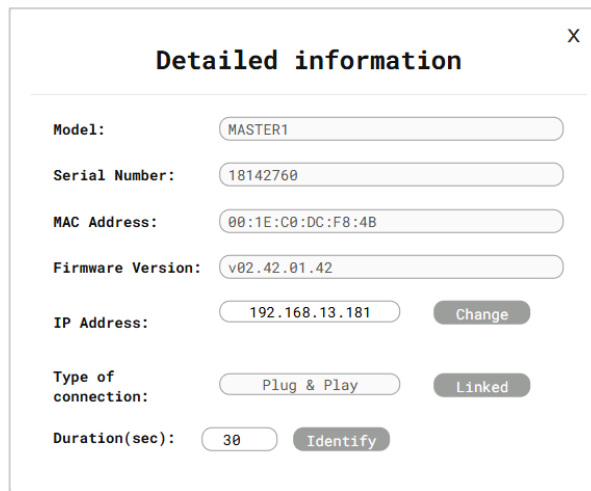 X
Detailed information
Model: MASTER1
Serial Number: 18142760
MAC Address: 00:1E:C0:DC:F8:4B
Firmware Version: v02.42.01.42
IP Address: 192.168.13.181 Change
Type of
connection: Plug & Play Linked
Duration(sec): 30 Identify